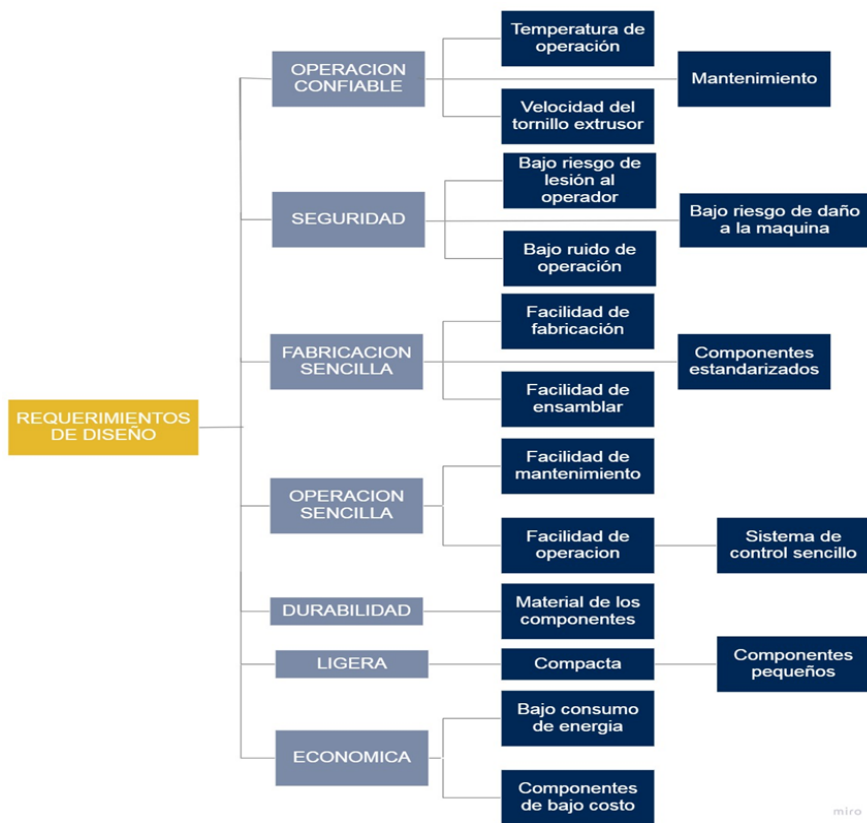 REQUERIMIENTOS
DE DISEÑO
OPERACION
CONFIABLE
Temperatura de
operación
Mantenimiento
Velocidad del
tornillo extrusor
SEGURIDAD
Bajo riesgo de
lesión al
operador
Bajo riesgo de daño
a la maquina
Bajo ruido de
operación
FABRICACION
SENCILLA
Facilidad de
fabricación
Componentes
estandarizados
Facilidad de
ensamblar
OPERACION
SENCILLA
Facilidad de
mantenimiento
Facilidad de
operacion
Sistema de
control sencillo
DURABILIDAD
Material de los
componentes
LIGERA
Compacta
Componentes
pequeños
ECONOMICA
Bajo consumo
de energia
Componentes
de bajo costo
miro